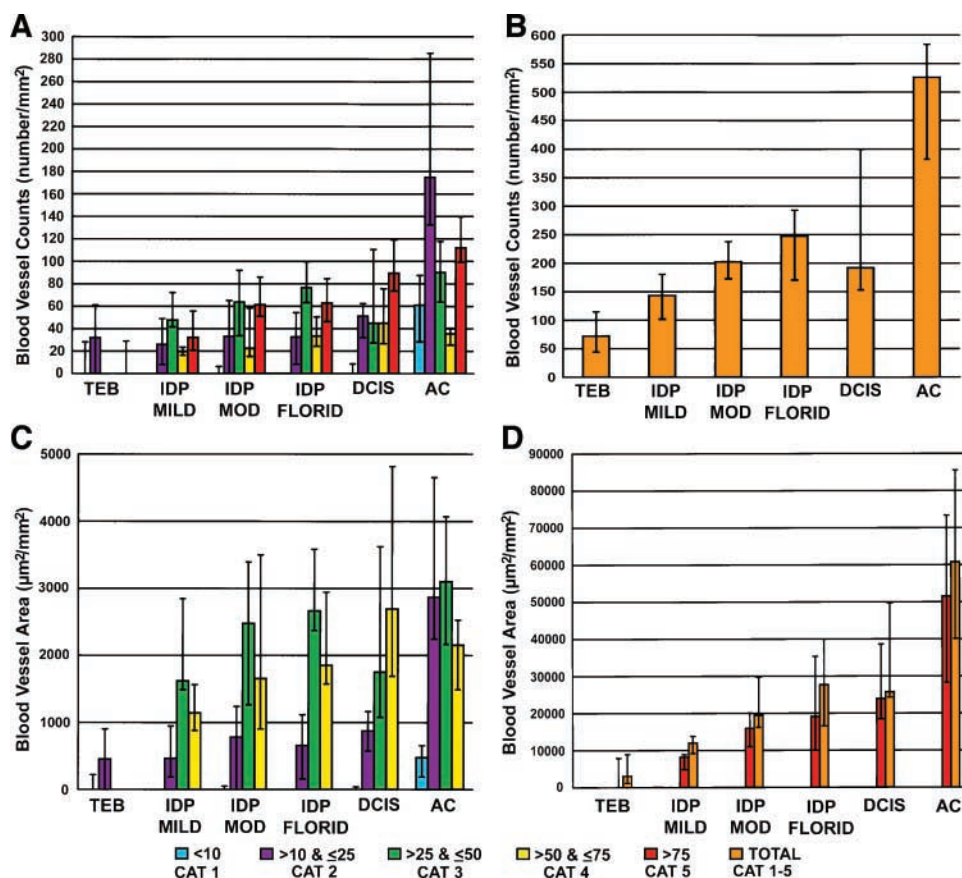 A
B
Blood Vessel Counts (number/mm²)
300
280
260
240
220
200
180
160
140
120
100
80
60
40
20
0
TEB
IDP MILD
IDP MOD
IDP FLORID
DCIS
AC
Blood Vessel Counts (number/mm²)
600
550
500
450
400
350
300
250
200
150
100
50
0
TEB
IDP MILD
IDP MOD
IDP FLORID
DCIS
AC
C
D
Blood Vessel Area (µm²/mm²)
5000
4000
3000
2000
1000
0
TEB
IDP MILD
IDP MOD
IDP FLORID
DCIS
AC
Blood Vessel Area (µm²/mm²)
90000
80000
70000
60000
50000
40000
30000
20000
10000
0
TEB
IDP MILD
IDP MOD
IDP FLORID
DCIS
AC
<10 CAT 1
>10 & ≤25 CAT 2
>25 & ≤50 CAT 3
>50 & ≤75 CAT 4
>75 CAT 5
TOTAL CAT 1-5